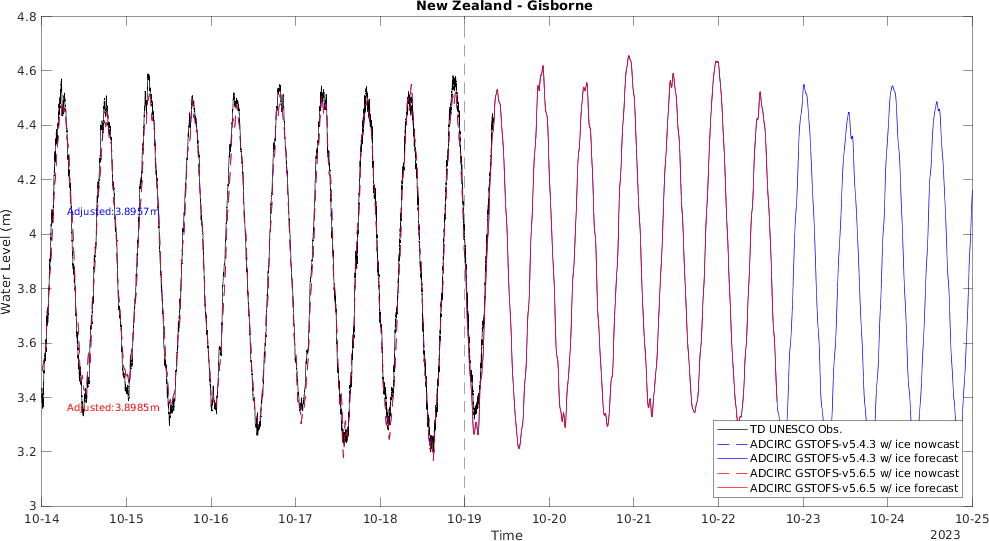 New Zealand - Gisborne
4.8
4.6
4.4
4.2
4
3.8
3.6
3.4
3.2
3
Water Level (m)
Adjusted:3.8957m
Adjusted:3.8985m
TD UNESCO Obs.
ADCIRC GSTOFS-v5.4.3 w/ ice nowcast
ADCIRC GSTOFS-v5.4.3 w/ ice forecast
ADCIRC GSTOFS-v5.6.5 w/ ice nowcast
ADCIRC GSTOFS-v5.6.5 w/ ice forecast
10-14 10-15 10-16 10-17 10-18 10-19 10-20 10-21 10-22 10-23 10-24 10-25
Time
2023